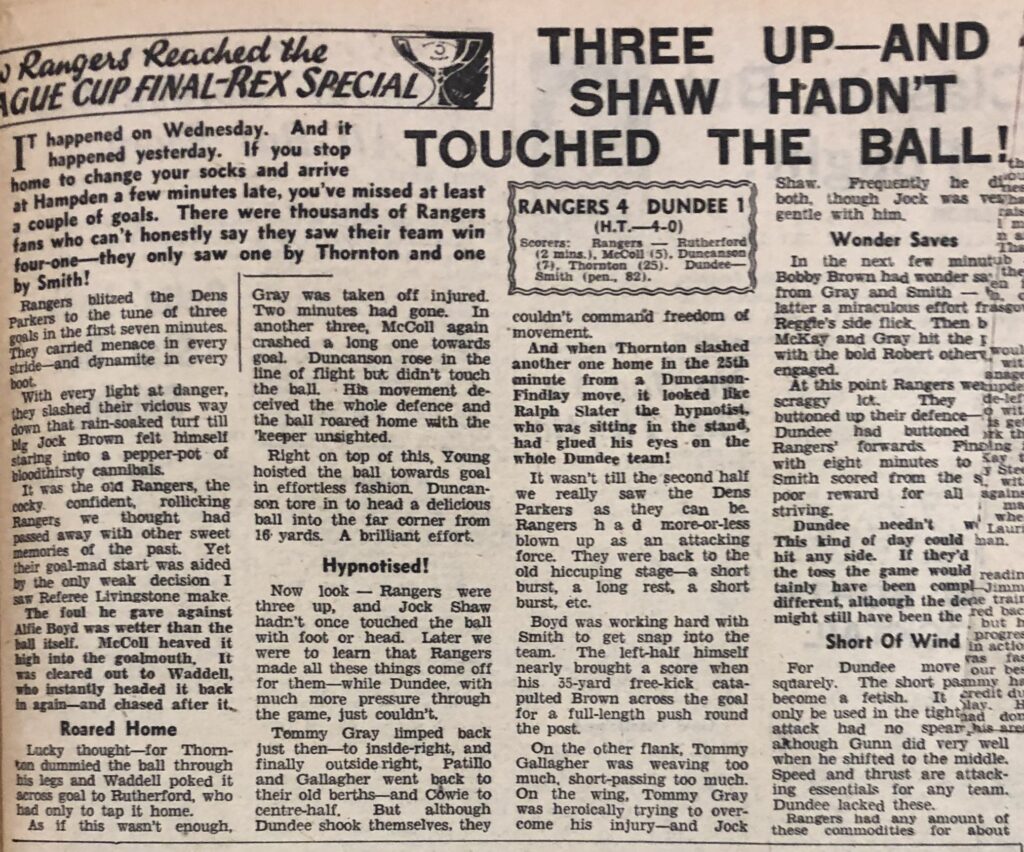 Rangers Reached the
AGUE CUP FINAL-REX SPECIAL
THREE UP—AND
SHAW HADN'T
TOUCHED THE BALL!
IT happened on Wednesday. And it
happened yesterday. If you stop
home to change your socks and arrive
at Hampden a few minutes late, you've missed at least
a couple of goals. There were thousands of Rangers
fans who can't honestly say they saw their team win
four-one—they only saw one by Thornton and one
by Smith!
Rangers blitzed the Dens
Parkers to the tune of three
goals in the first seven minutes.
They carried menace in every
stride—and dynamite in every
boot.
With every light at danger,
they slashed their vicious way
down that rain-soaked turf till
big Jock Brown felt himself
staring into a pepper-pot of
bloodthirsty cannibals.
It was the old Rangers, the
cocky, confident, rollicking
Rangers we thought had
passed away with other sweet
memories of the past. Yet
their goal-mad start was aided
by the only weak decision I
saw Referee Livingstone make.
The foul he gave against
Alfie Boyd was wetter than the
ball itself. McColl heaved it
high into the goalmouth. It
was cleared out to Waddell,
who instantly headed it back
in again—and chased after it.
Roared Home
Lucky thought—for Thorn-
ton dummied the ball through
his legs and Waddell poked it
across goal to Rutherford, who
had only to tap it home.
As if this wasn't enough,
Gray was taken off injured.
Two minutes had gone. In
another three, McColl again
crashed a long one towards
goal. Duncanson rose in the
line of flight but didn't touch
the ball. His movement de-
ceived the whole defence and
the ball roared home with the
'keeper unsighted.
Right on top of this, Young
hoisted the ball towards goal
in effortless fashion. Duncan-
son tore in to head a delicious
ball into the far corner from
16 yards. A brilliant effort.
Hypnotised!
Now look — Rangers were
three up, and Jock Shaw
hadn't once touched the ball
with foot or head. Later we
were to learn that Rangers
made all these things come off
for them—while Dundee, with
much more pressure through
the game, just couldn't.
Tommy Gray limped back
just then—to inside-right, and
finally outside right, Patillo
and Gallagher went back to
their old berths—and Cowie to
centre-half. But although
Dundee shook themselves, they
RANGERS 4 DUNDEE 1
(H.T.—4-0)
Scorers: Rangers — Rutherford
(2 mins.), McColl (5), Duncanson
(7), Thornton (25). Dundee—
Smith (pen., 82).
couldn't command freedom of
movement.
And when Thornton slashed
another one home in the 25th
minute from a Duncanson-
Findlay move, it looked like
Ralph Slater the hypnotist,
who was sitting in the stand,
had glued his eyes on the
whole Dundee team!
It wasn't till the second half
we really saw the Dens
Parkers as they can be.
Rangers had more-or-less
blown up as an attacking
force. They were back to the
old hiccuping stage—a short
burst, a long rest, a short
burst, etc.
Boyd was working hard with
Smith to get snap into the
team. The left-half himself
nearly brought a score when
his 35-yard free-kick cata-
pulted Brown across the goal
for a full-length push round
the post.
On the other flank, Tommy
Gallagher was weaving too
much, short-passing too much.
On the wing, Tommy Gray
was heroically trying to over-
come his injury—and Jock
Shaw. Frequently he
both, though Jock was
gentle with him.
Wonder Saves
In the next few
Bobby Brown had wonder
from Gray and Smith —
latter a miraculous effort
Reggie's side flick. Then
McKay and Gray hit the
with the bold Robert
engaged.
At this point Rangers
scraggy lot. They
buttoned up their defence—
Dundee had buttoned
Rangers' forwards.
with eight minutes to
Smith scored from the
poor reward for all
striving.
Dundee needn't
This kind of day could
hit any side. If they'd
the toss the game would
tainly have been
different, although the
might still have been the
Short Of Wind
For Dundee move
squarely. The short
become a fetish. It
only be used in the
attack had no
although Gunn did very well
when he shifted to the middle.
Speed and thrust are attack-
ing essentials for any team.
Dundee lacked these.
Rangers had any amount of
these commodities for about